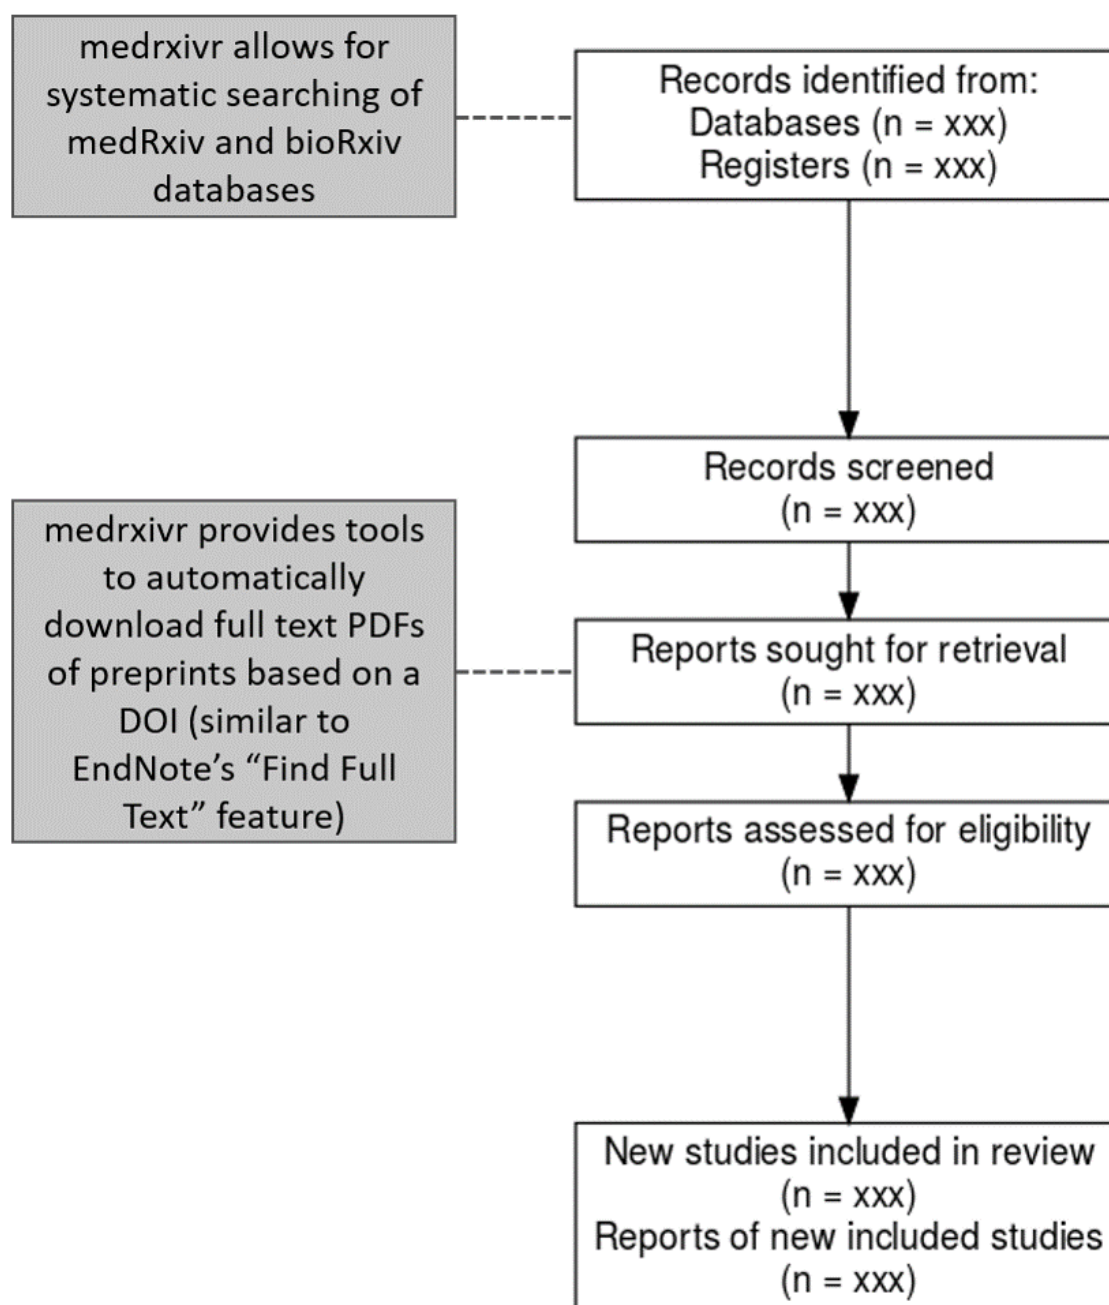 medrxivr allows for
systematic searching of
medRxiv and bioRxiv
databases
Records identified from:
Databases (n = xxx)
Registers (n = xxx)
Records screened
(n = xxx)
medrxivr provides tools
to automatically
download full text PDFs
of preprints based on a
DOI (similar to
EndNote’s “Find Full
Text” feature)
Reports sought for retrieval
(n = xxx)
Reports assessed for eligibility
(n = xxx)
New studies included in review
(n = xxx)
Reports of new included studies
(n = xxx)